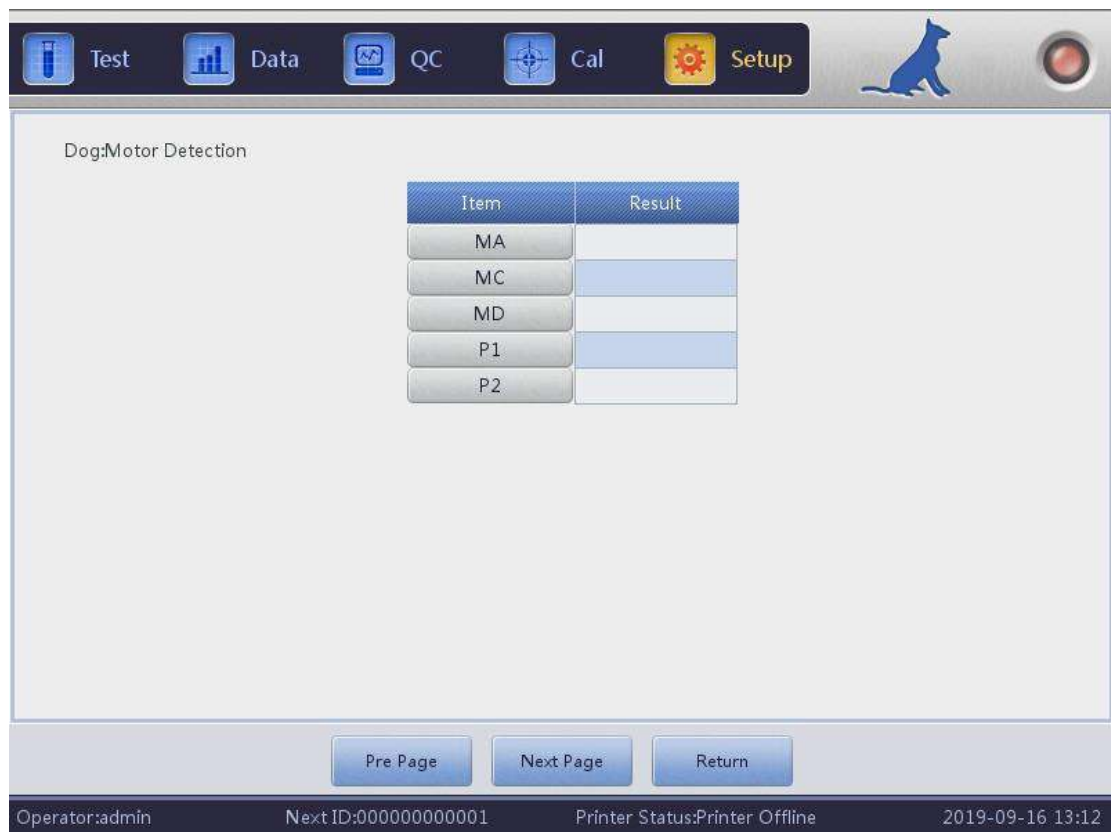 Test Data QC Cal Setup
Dog:Motor Detection
Item Result
MA
MC
MD
P1
P2
Pre Page Next Page Return
Operator:admin Next ID:000000000001 Printer Status:Printer Offline 2019-09-16 13:12